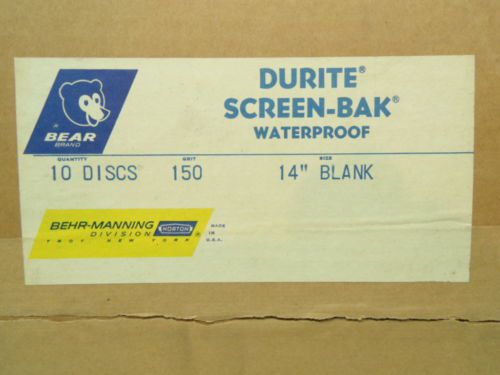 DURITE®
SCREEN-BAK®
WATERPROOF
®
BEAR
BRAND
QUANTITY GRIT SIZE
10 DISCS 150 14" BLANK
BEHR-MANNING
DIVISION NORTON ®
TROY, NEW YORK
MADE
IN
U.S.A.